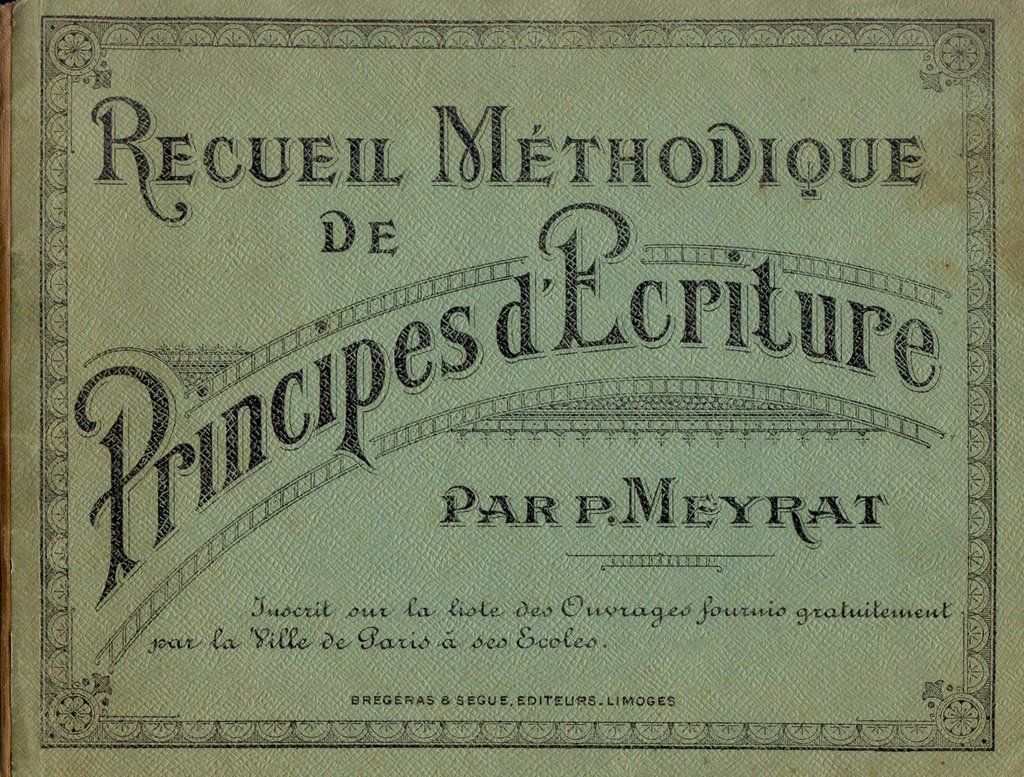 RECUEIL MÉTHODIQUE
DE
Principes d'Ecriture
PAR P. MEYRAT
Inscrit sur la liste des Ouvrages fournis gratuitement
par la Ville de Paris à ses Ecoles.
BRÉGÉRAS & SEGUE, EDITEURS. LIMOGES